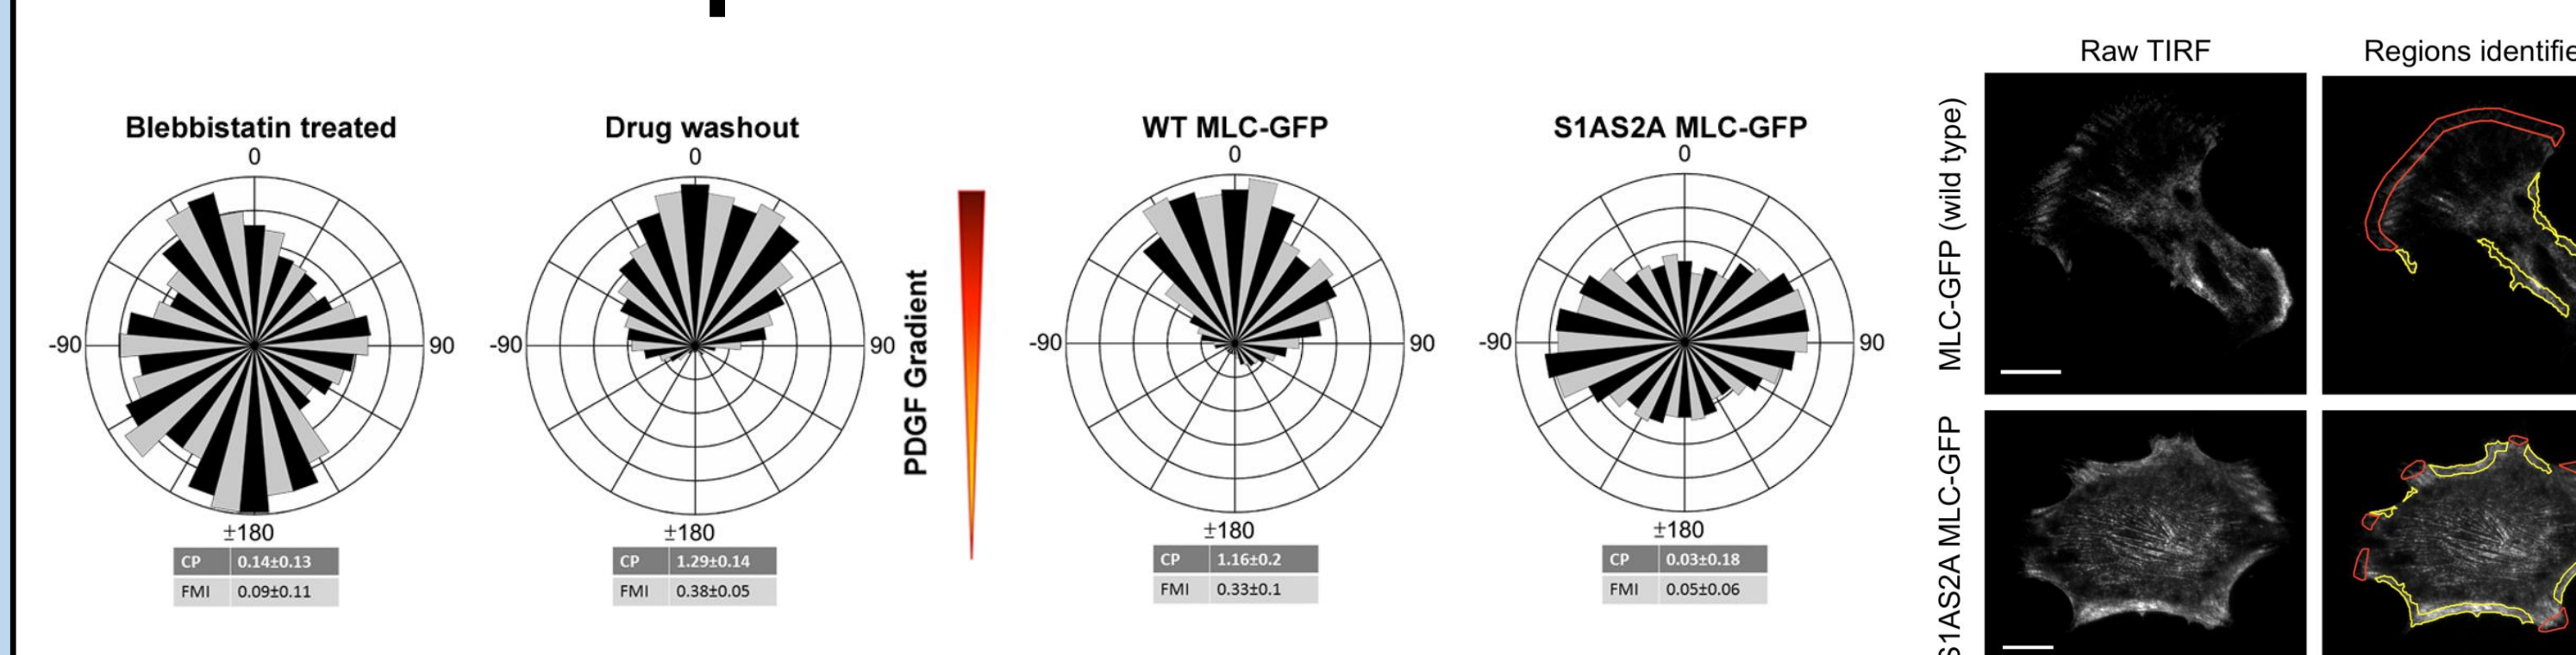 Blebbistatin treated
0
-90
90
±180
CP 0.14±0.13
FMI 0.09±0.11
Drug washout
0
-90
90
±180
CP 1.29±0.14
FMI 0.38±0.05
PDGF Gradient
WT MLC-GFP
0
-90
90
±180
CP 1.16±0.2
FMI 0.33±0.1
S1AS2A MLC-GFP
0
-90
90
±180
CP 0.03±0.18
FMI 0.05±0.06
Raw TIRF
Regions identifie
MLC-GFP (wild type)
S1AS2A MLC-GFP